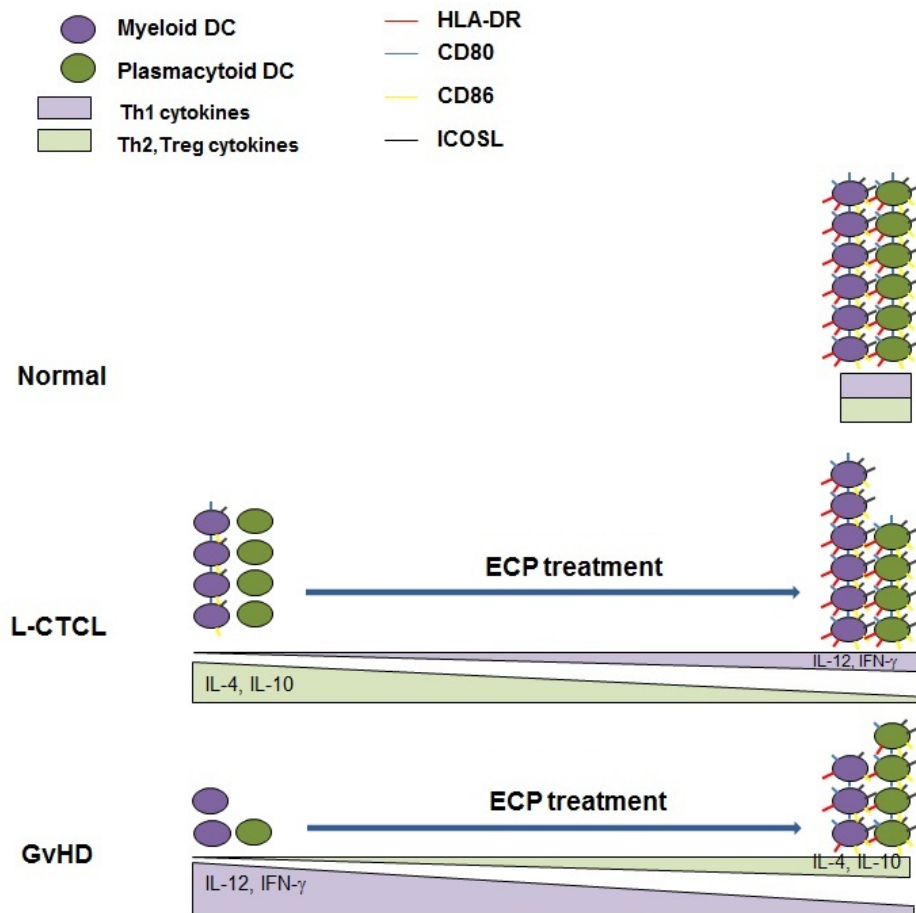 Myeloid DC
Plasmacytoid DC
Th1 cytokines
Th2,Treg cytokines
HLA-DR
CD80
CD86
ICOSL
Normal
L-CTCL
ECP treatment
IL-12, IFN-γ
IL-4, IL-10
GvHD
ECP treatment
IL-4, IL-10
IL-12, IFN-γ